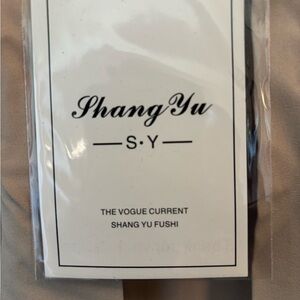 Shang Yu
S·Y
THE VOGUE CURRENT
SHANG YU FUSHI